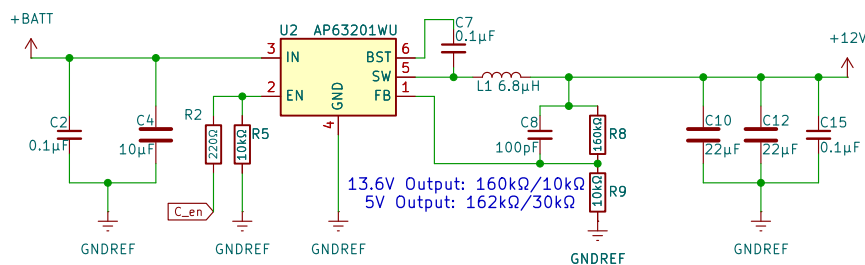 +BATT
U2 AP63201WU
C7
0.1µF
+12V
3 IN
BST 6
SW 5
L1 6.8µH
2 EN
FB 1
GND
4
R2
220Ω
10kΩ
R5
C2
0.1µF
C4
10µF
C8
100pF
160kΩ
R8
C10
22µF
C12
22µF
C15
0.1µF
13.6V Output: 160kΩ/10kΩ
5V Output: 162kΩ/30kΩ
10kΩ
R9
C_en
GNDREF
GNDREF
GNDREF
GNDREF
GNDREF